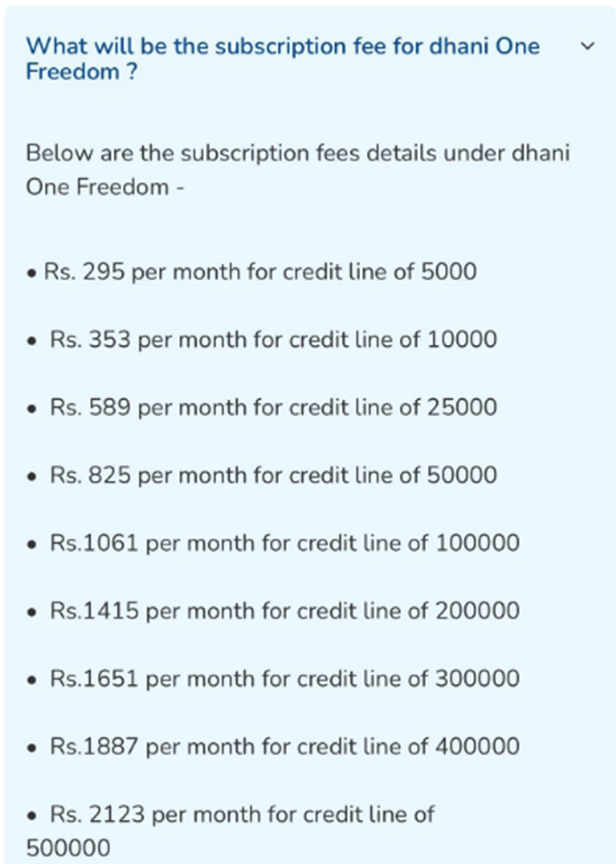 What will be the subscription fee for dhani One
Freedom ?
Below are the subscription fees details under dhani
One Freedom -
• Rs. 295 per month for credit line of 5000
• Rs. 353 per month for credit line of 10000
• Rs. 589 per month for credit line of 25000
• Rs. 825 per month for credit line of 50000
• Rs.1061 per month for credit line of 100000
• Rs.1415 per month for credit line of 200000
• Rs.1651 per month for credit line of 300000
• Rs.1887 per month for credit line of 400000
• Rs. 2123 per month for credit line of
500000